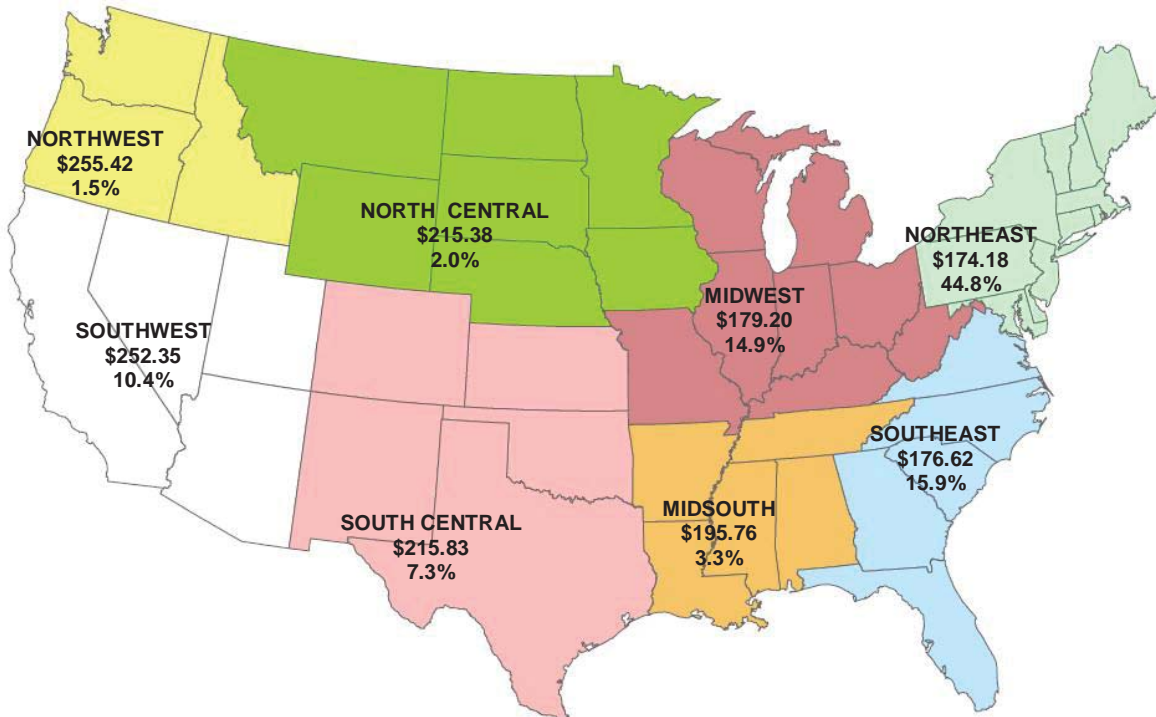 NORTHWEST
$255.42
1.5%
NORTH CENTRAL
$215.38
2.0%
NORTHEAST
$174.18
44.8%
MIDWEST
$179.20
14.9%
SOUTHWEST
$252.35
10.4%
SOUTHEAST
$176.62
15.9%
MIDSOUTH
$195.76
3.3%
SOUTH CENTRAL
$215.83
7.3%